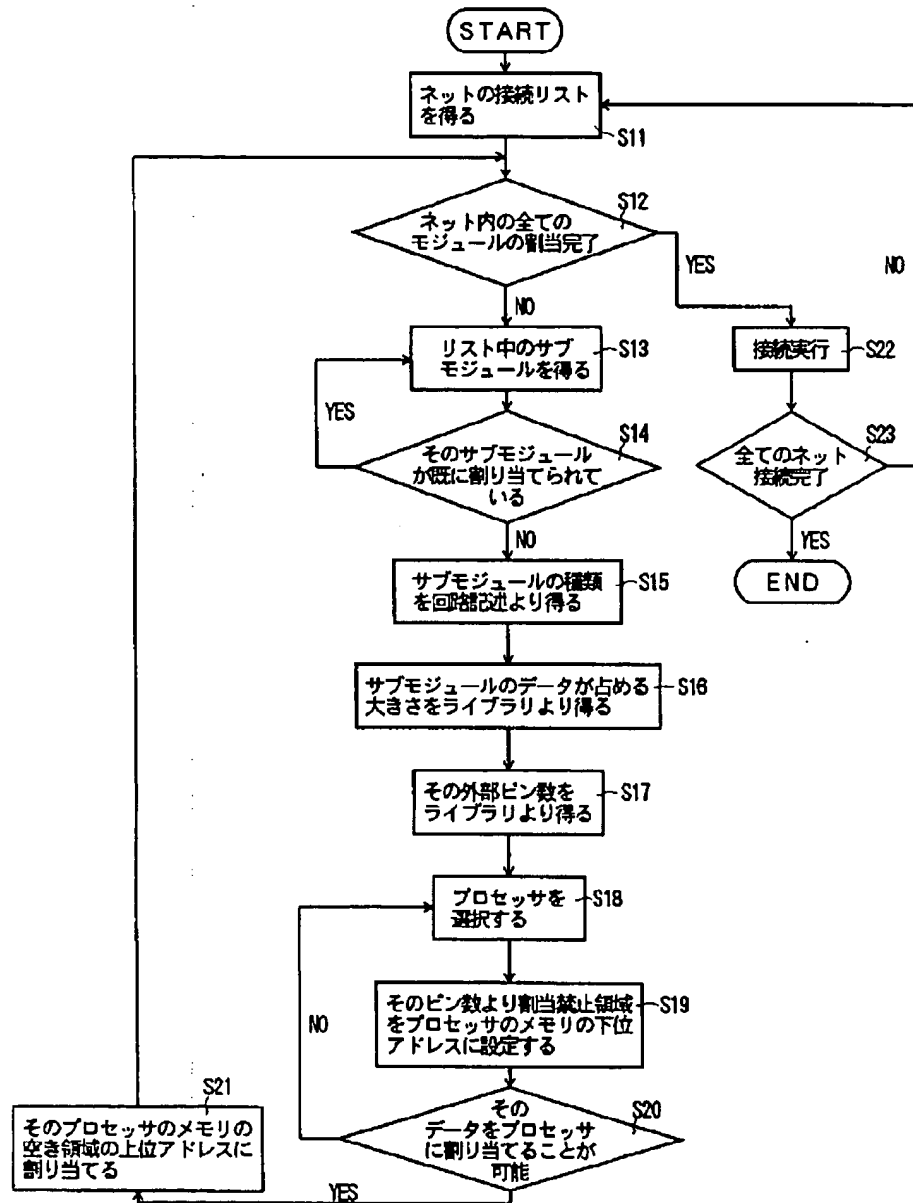 START
ネットの接続リスト
を得る
S11
ネット内の全ての
モジュールの割当完了
S12
YES
NO
NO
リスト中のサブ
モジュールを得る
S13
接続実行
S22
YES
そのサブモジュール
が既に割り当てられて
いる
S14
全てのネット
接続完了
S23
NO
YES
サブモジュールの種類
を回路記述より得る
S15
END
サブモジュールのデータが占める
大きさをライブラリより得る
S16
その外部ピン数を
ライブラリより得る
S17
プロセッサを
選択する
S18
NO
そのピン数より割当禁止領域
をプロセッサのメモリの下位
アドレスに設定する
S19
S21
そのプロセッサのメモリの
空き領域の上位アドレスに
割り当てる
その
データをプロセッサ
に割り当てることが
可能
S20
YES